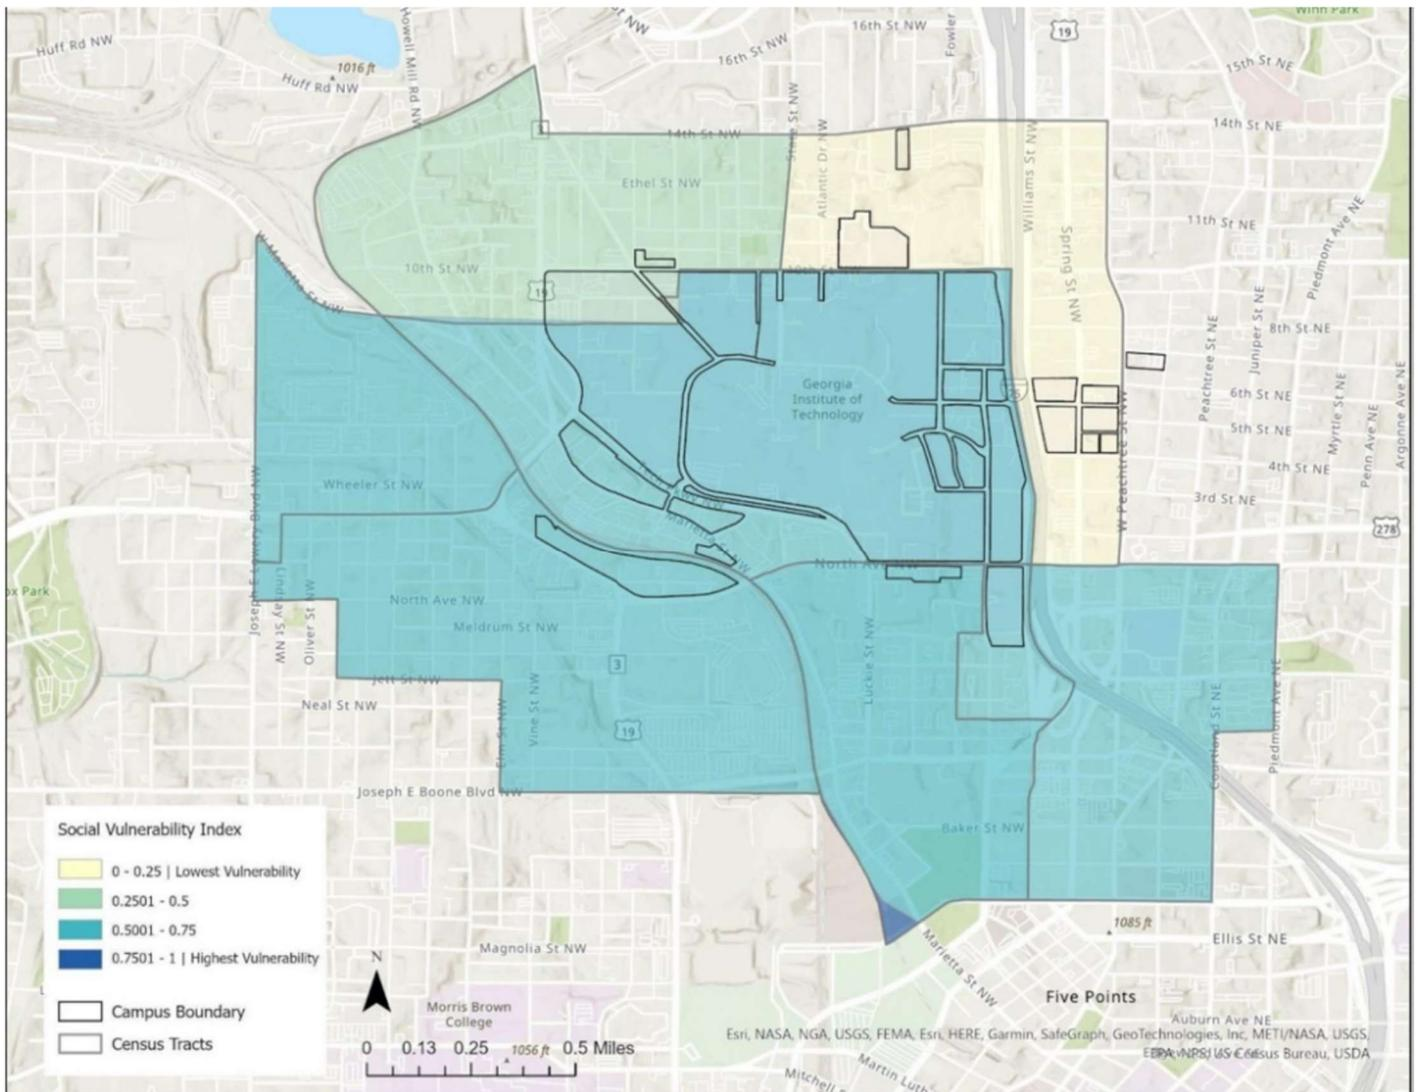 Winn Park
16th St NW
Fowler
19
Huff Rd NW
Howell Mill Rd NW
St NW
16th St NW
15th St NE
1016 ft
Huff Rd NW
State St NW
14th St NW
14th St NE
Atlantic Dr NW
Williams St NW
Ethel St NW
11th St NE
Piedmont Ave NE
Spring St NW
W Marietta St NW
10th St NW
19
Juniper St NE
8th St NE
Peachtree St NE
Georgia
Institute of
Technology
6th St NE
5th St NE
Myrtle St NE
Penn Ave NE
Argonne Ave NE
W Peachtree St NW
4th St NE
Wheeler St NW
3rd St NE
278
Marietta St NW
Joseph E Lowery Blvd NW
North Ave NW
ox Park
Lindsay St NW
Oliver St NW
North Ave NW
Meldrum St NW
Luckie St NW
3
Jett St NW
Neal St NW
Elm St NW
Vine St NW
19
Courtland St NE
Piedmont Ave NE
Joseph E Boone Blvd NW
Baker St NW
Social Vulnerability Index
0 - 0.25 | Lowest Vulnerability
0.2501 - 0.5
0.5001 - 0.75
0.7501 - 1 | Highest Vulnerability
Campus Boundary
Census Tracts
1085 ft
Ellis St NE
Magnolia St NW
Marietta St NW
N
Five Points
Morris Brown
College
Auburn Ave NE
0 0.13 0.25 0.5 Miles
1056 ft
Esri, NASA, NGA, USGS, FEMA, Esri, HERE, Garmin, SafeGraph, GeoTechnologies, Inc, METI/NASA, USGS,
EPA, NPS, US Census Bureau, USDA
Mitchell
Martin Luth